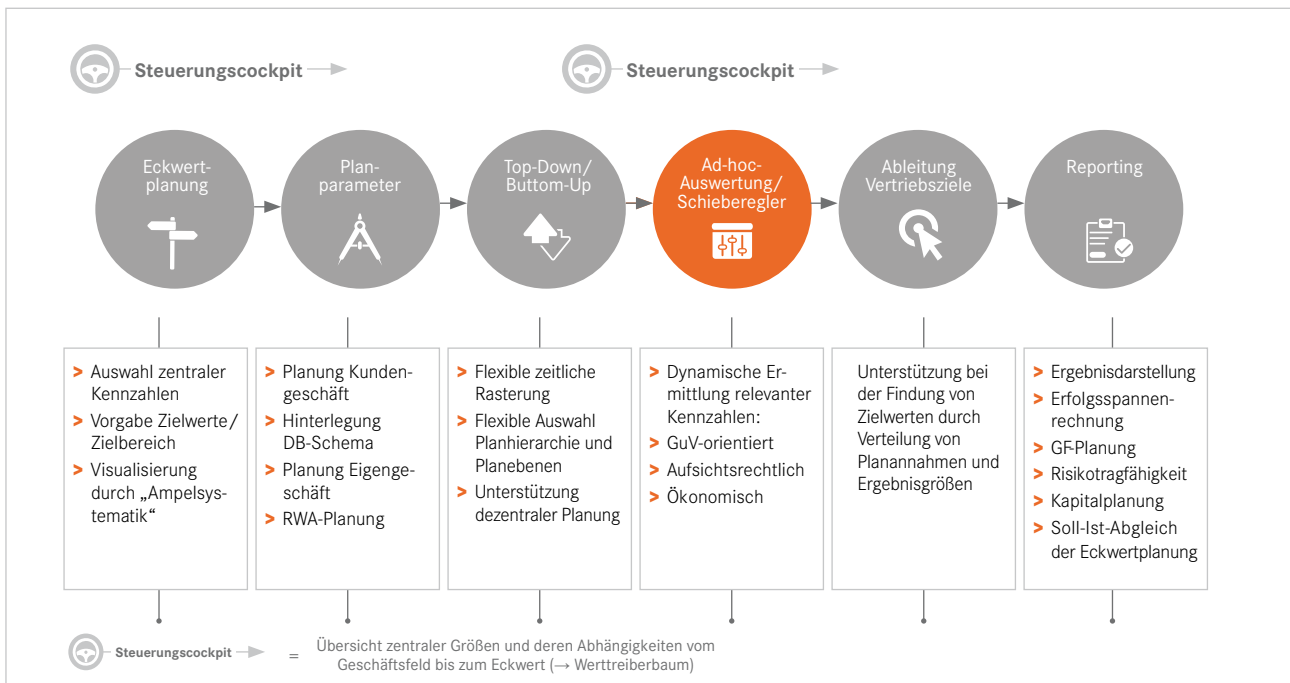 Steuerungscockpit
Steuerungscockpit
Eckwert-
planung
Plan-
parameter
Top-Down/
Buttom-Up
Ad-hoc-
Auswertung/
Schieberegler
Ableitung
Vertriebsziele
Reporting
> Auswahl zentraler
Kennzahlen
> Vorgabe Zielwerte/
Zielbereich
> Visualisierung
durch „Ampelsys-
tematik“
> Planung Kunden-
geschäft
> Hinterlegung
DB-Schema
> Planung Eigen-
geschäft
> RWA-Planung
> Flexible zeitliche
Rasterung
> Flexible Auswahl
Planhierarchie und
Planebenen
> Unterstützung
dezentraler Planung
> Dynamische Er-
mittlung relevanter
Kennzahlen:
> GuV-orientiert
> Aufsichtsrechtlich
> Ökonomisch
Unterstützung bei
der Findung von
Zielwerten durch
Verteilung von
Planannahmen und
Ergebnisgrößen
> Ergebnisdarstellung
> Erfolgsspannen-
rechnung
> GF-Planung
> Risikotragfähigkeit
> Kapitalplanung
> Soll-Ist-Abgleich
der Eckwertplanung
Steuerungscockpit = Übersicht zentraler Größen und deren Abhängigkeiten vom
Geschäftsfeld bis zum Eckwert (→ Werttreiberbaum)